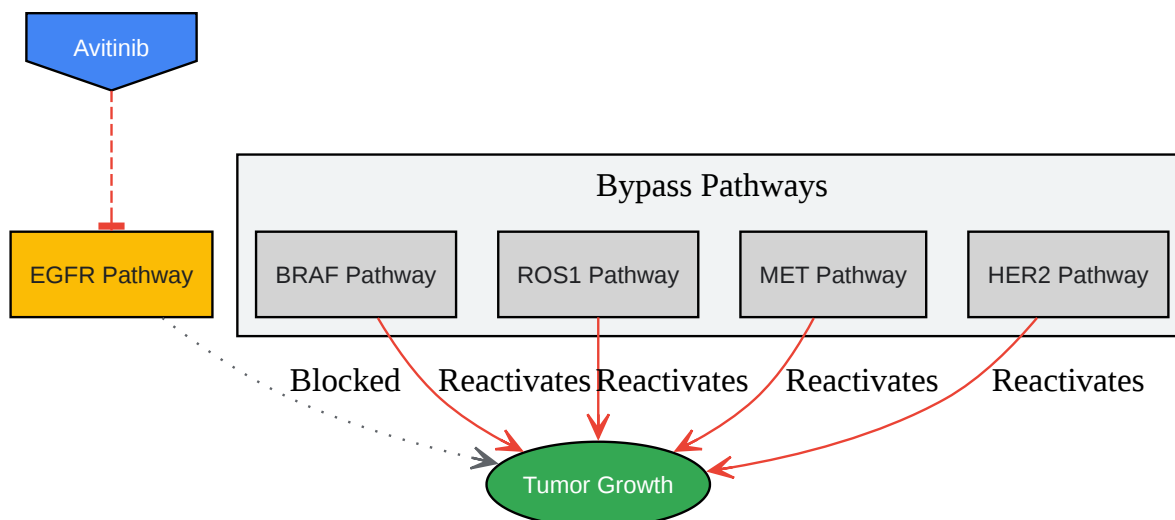 Avitinib
Bypass Pathways
EGFR Pathway
BRAF Pathway
ROS1 Pathway
MET Pathway
HER2 Pathway
Blocked
Reactivates
Reactivates
Reactivates
Reactivates
Tumor Growth